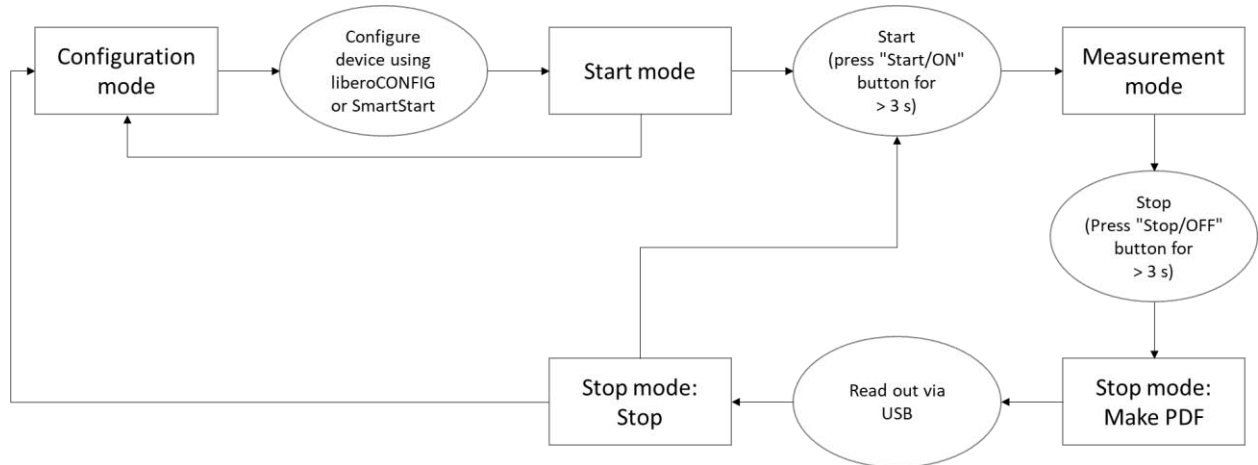 Configuration
mode
Configure
device using
liberoCONFIG
or SmartStart
Start mode
Start
(press "Start/ON"
button for
> 3 s)
Measurement
mode
Stop
(Press "Stop/OFF"
button for
> 3 s)
Stop mode:
Make PDF
Read out via
USB
Stop mode:
Stop